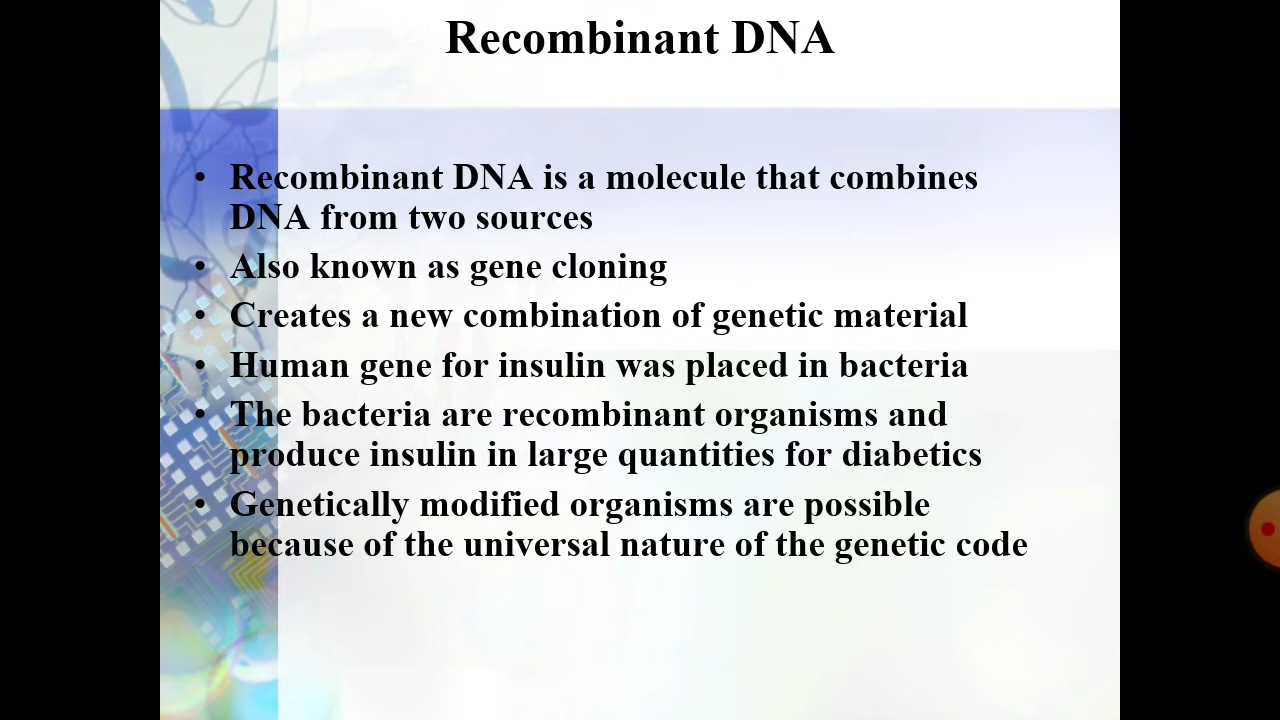 Recombinant DNA
• Recombinant DNA is a molecule that combines
DNA from two sources
• Also known as gene cloning
• Creates a new combination of genetic material
• Human gene for insulin was placed in bacteria
• The bacteria are recombinant organisms and
produce insulin in large quantities for diabetics
• Genetically modified organisms are possible
because of the universal nature of the genetic code